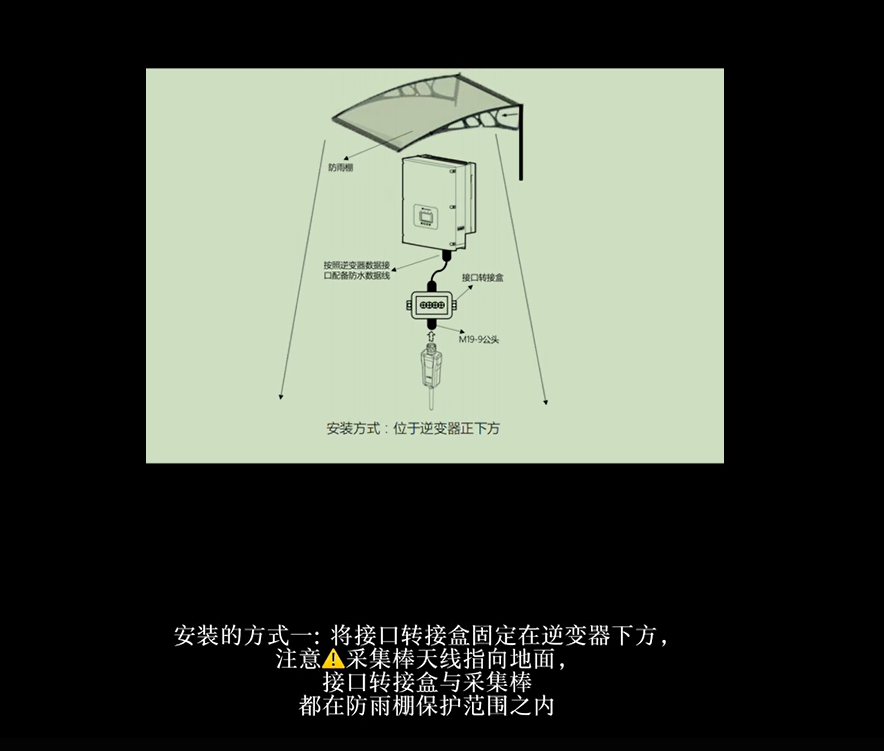 防雨棚
按照逆变器数据接
口配备防水数据线
接口转接盒
M19-9公头
安装方式：位于逆变器正下方
安装的方式一：将接口转接盒固定在逆变器下方，
注意⚠️采集棒天线指向地面，
接口转接盒与采集棒
都在防雨棚保护范围之内